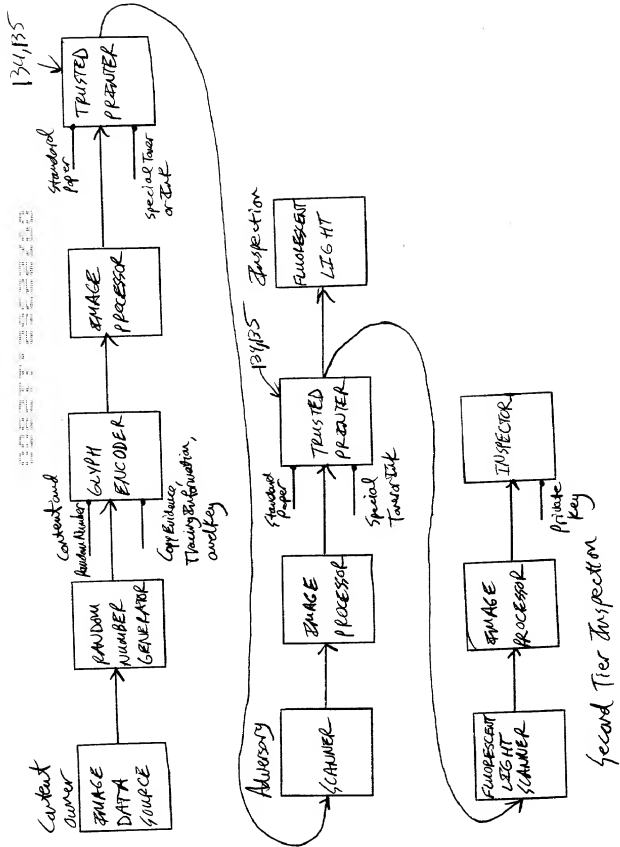 Content
Owner
IMAGE
DATA
SOURCE
RANDOM
NUMBER
GENERATOR
Content and
Random Number
GLYPH
ENCODER
Copy Evidence,
Tracing Information,
and Key
IMAGE
PROCESSOR
Standard
Paper
TRUSTED
PRINTER
Special Toner
or Ink
134,135
Adversary
SCANNER
IMAGE
PROCESSOR
Standard
Paper
TRUSTED
PRINTER
Special
Toner or Ink
134,135
Inspection
FLUORESCENT
LIGHT
FLUORESCENT
LIGHT
SCANNER
IMAGE
PROCESSOR
INSPECTOR
Private
Key
Second Tier Inspection